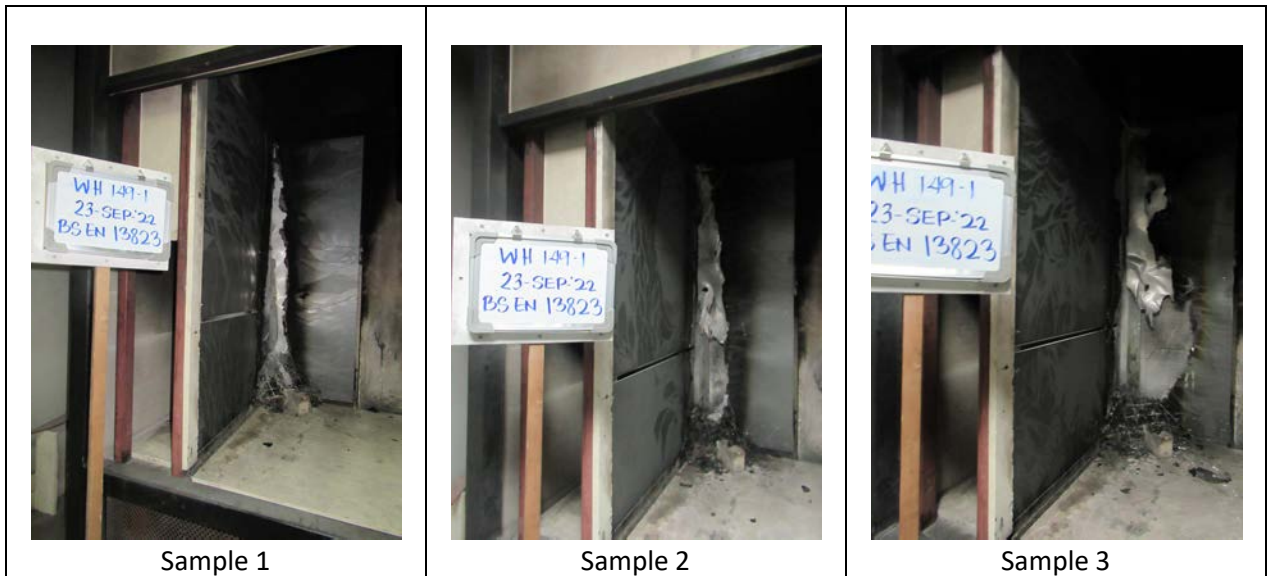 WH 149-1
23-SEP.'22
BS EN 13823
WH 149-1
23-SEP.'22
BS EN 13823
WH 149-1
23-SEP.'22
EN 13823
Sample 1
Sample 2
Sample 3